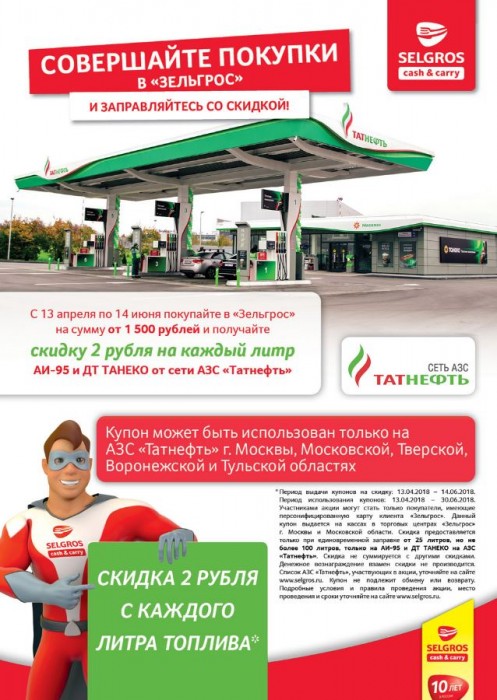 СОВЕРШАЙТЕ ПОКУПКИ
В «ЗЕЛЬГРОС»
И ЗАПРАВЛЯЙТЕСЬ СО СКИДКОЙ!
SELGROS
cash & carry
ТАТНЕФТЬ
ТАНЕКО
С 13 апреля по 14 июня покупайте в «Зельгрос»
на сумму от 1 500 рублей и получайте
скидку 2 рубля на каждый литр
АИ-95 и ДТ ТАНЕКО от сети АЗС «Татнефть»
СЕТЬ АЗС
ТАТНЕФТЬ
Купон может быть использован только на
АЗС «Татнефть» г. Москвы, Московской, Тверской,
Воронежской и Тульской областях
*Период выдачи купонов на скидку: 13.04.2018 – 14.06.2018.
Период использования купонов: 13.04.2018 – 30.06.2018.
Участниками акции могут стать только покупатели, имеющие
персонифицированную карту клиента «Зельгрос». Данный
купон выдается на кассах в торговых центрах «Зельгрос»
г. Москвы и Московской области. Скидка предоставляется
только при единовременной заправке от 25 литров, но не
более 100 литров, только на АИ-95 и ДТ ТАНЕКО на АЗС
«Татнефть». Скидка не суммируется с другими скидками.
Денежное вознаграждение взамен скидки не производится.
Список АЗС «Татнефть», участвующих в акции, уточняйте на сайте
www.selgros.ru. Купон не подлежит обмену или возврату.
Подробные условия и правила проведения акции, место
проведения и сроки уточняйте на сайте www.selgros.ru.
SELGROS
cash & carry
СКИДКА 2 РУБЛЯ
С КАЖДОГО
ЛИТРА ТОПЛИВА*
SELGROS
cash & carry
10 ЛЕТ